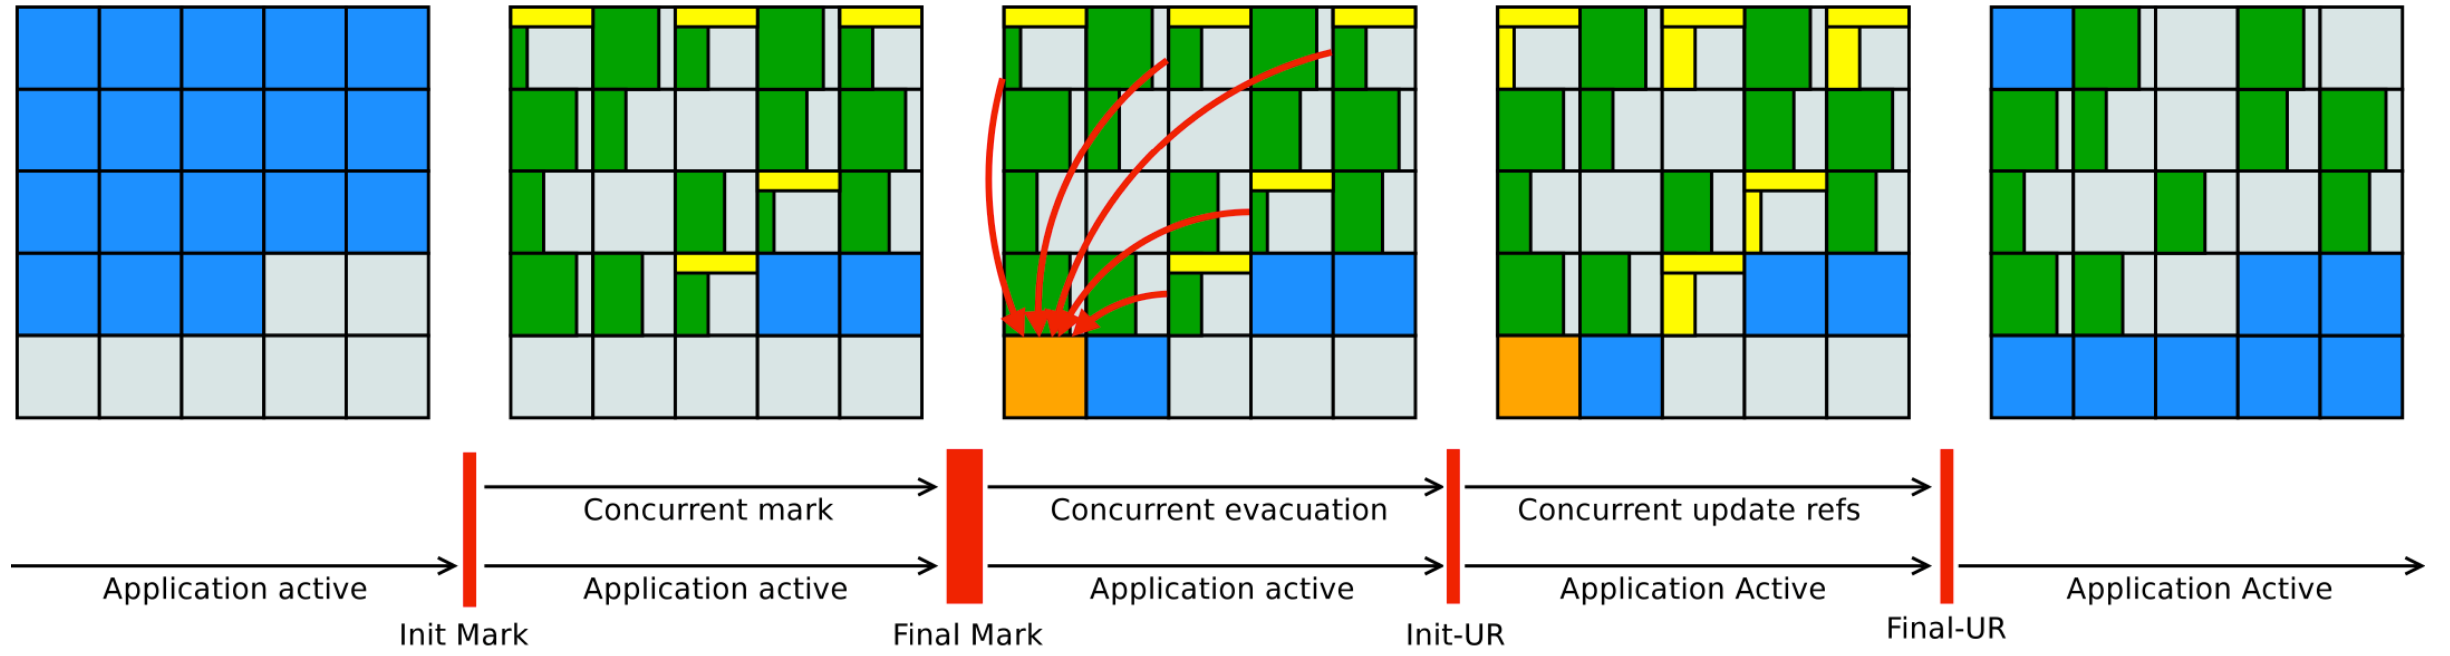 Concurrent mark
Concurrent evacuation
Concurrent update refs
Application active
Application active
Application active
Application Active
Application Active
Init Mark
Final Mark
Init-UR
Final-UR